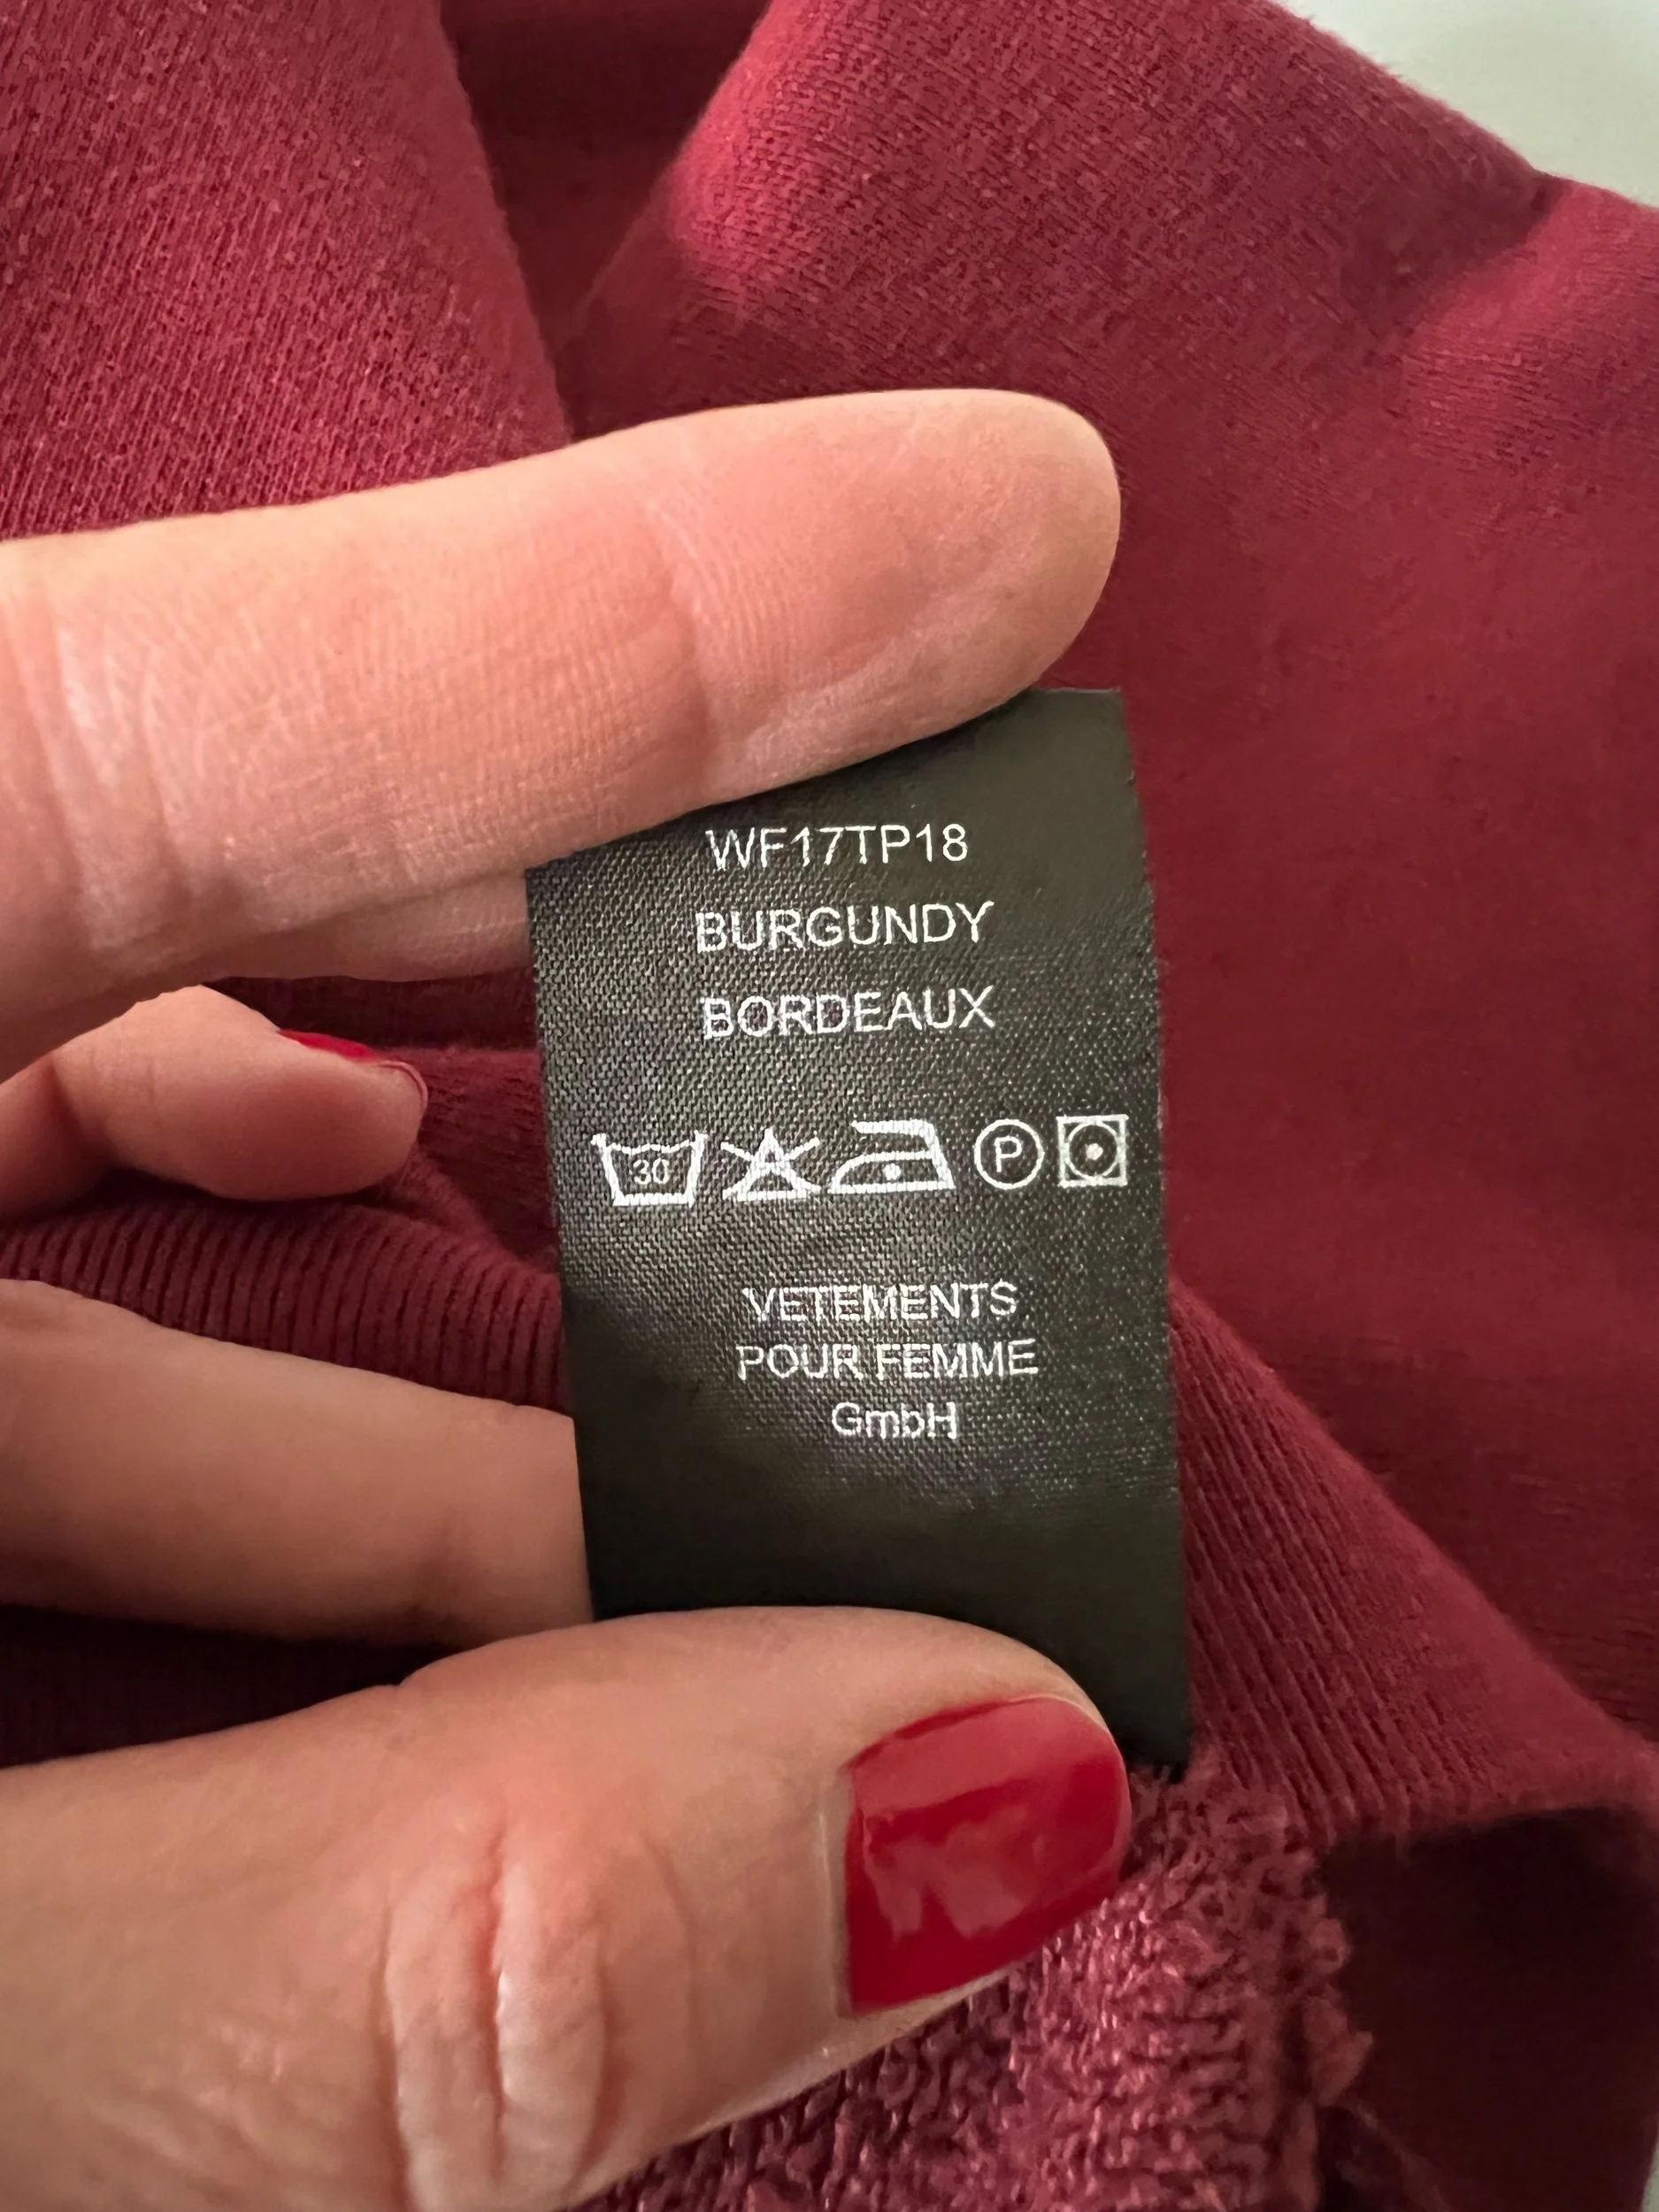 WF17TP18
BURGUNDY
BORDEAUX
30 P
VETEMENTS
POUR FEMME
GmbH